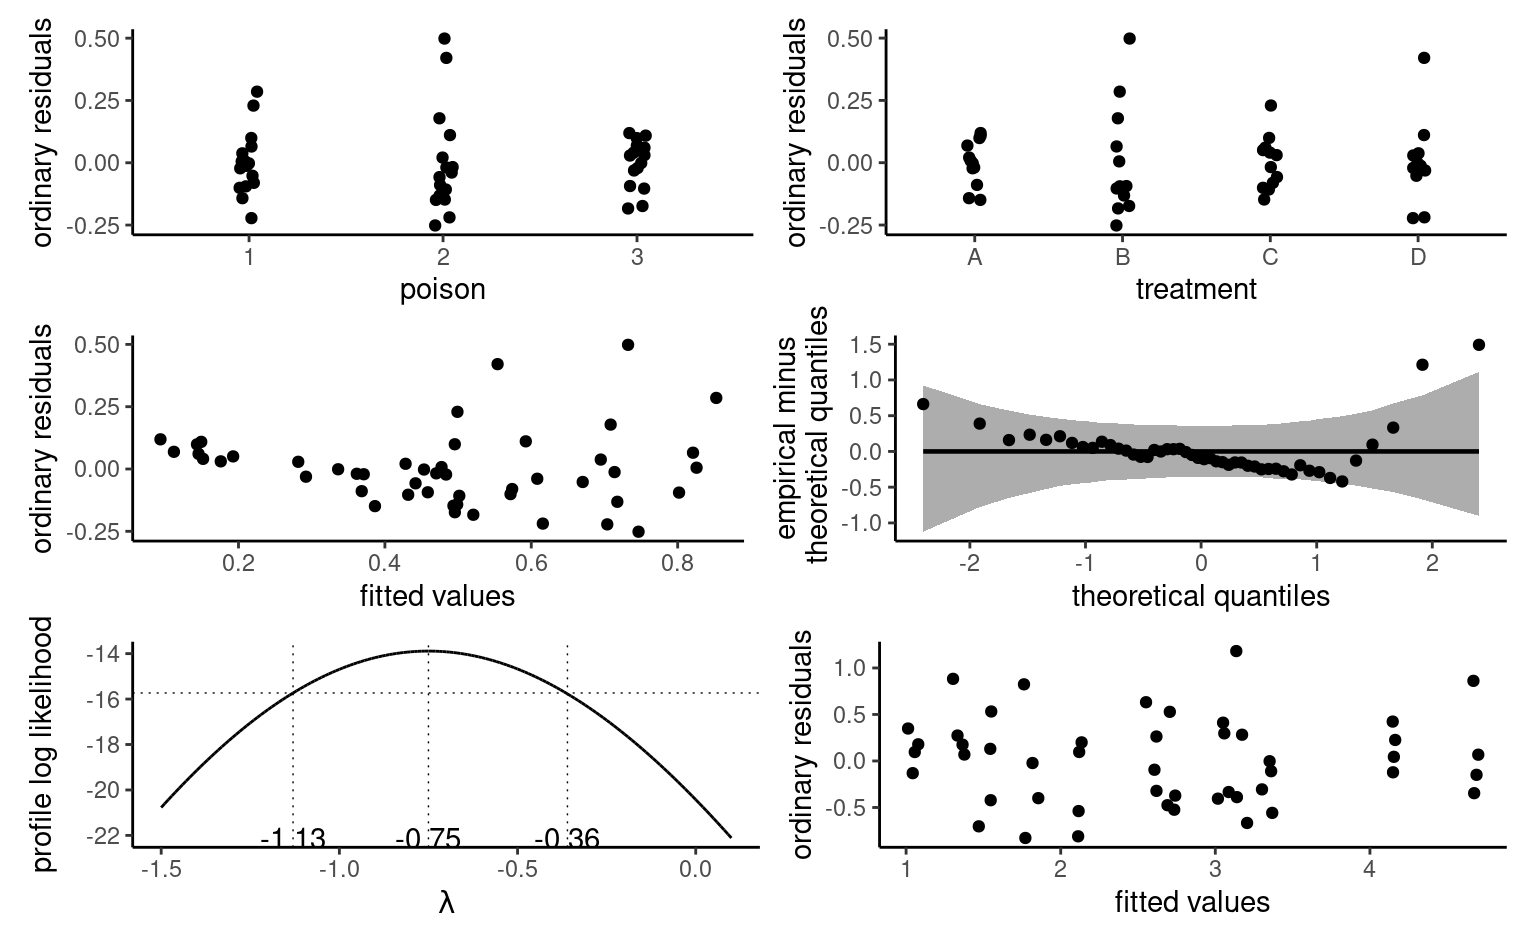 ordinary residuals
0.50
0.25
0.00
-0.25
1 2 3
poison
ordinary residuals
0.50
0.25
0.00
-0.25
A B C D
treatment
ordinary residuals
0.50
0.25
0.00
-0.25
0.2 0.4 0.6 0.8
fitted values
empirical minus
theoretical quantiles
1.5
1.0
0.5
0.0
-0.5
-1.0
-2 -1 0 1 2
theoretical quantiles
profile log likelihood
-14
-16
-18
-20
-22
-1.13 -0.75 -0.36
-1.5 -1.0 -0.5 0.0
λ
ordinary residuals
1.0
0.5
0.0
-0.5
1 2 3 4
fitted values